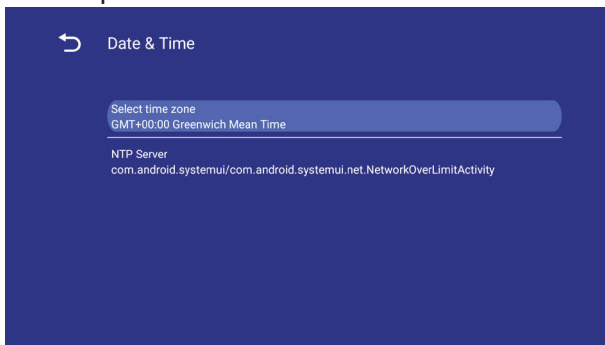 Date & Time
Select time zone
GMT+00:00 Greenwich Mean Time
NTP Server
com.android.systemui/com.android.systemui.net.NetworkOverLimitActivity